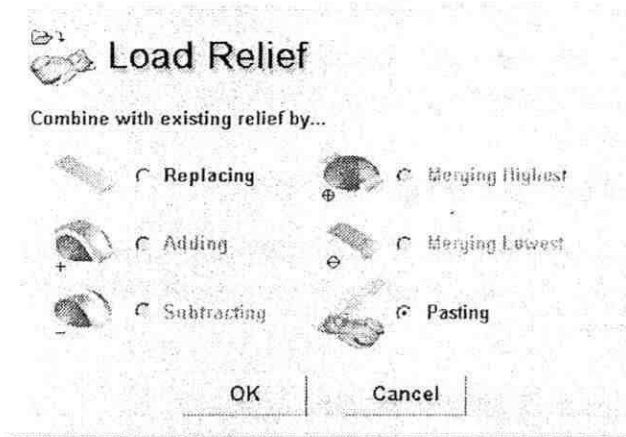 Load Relief
Combine with existing relief by...
Replacing
Merging Highest
Adding
Merging Lowest
Subtracting
Pasting
OK
Cancel